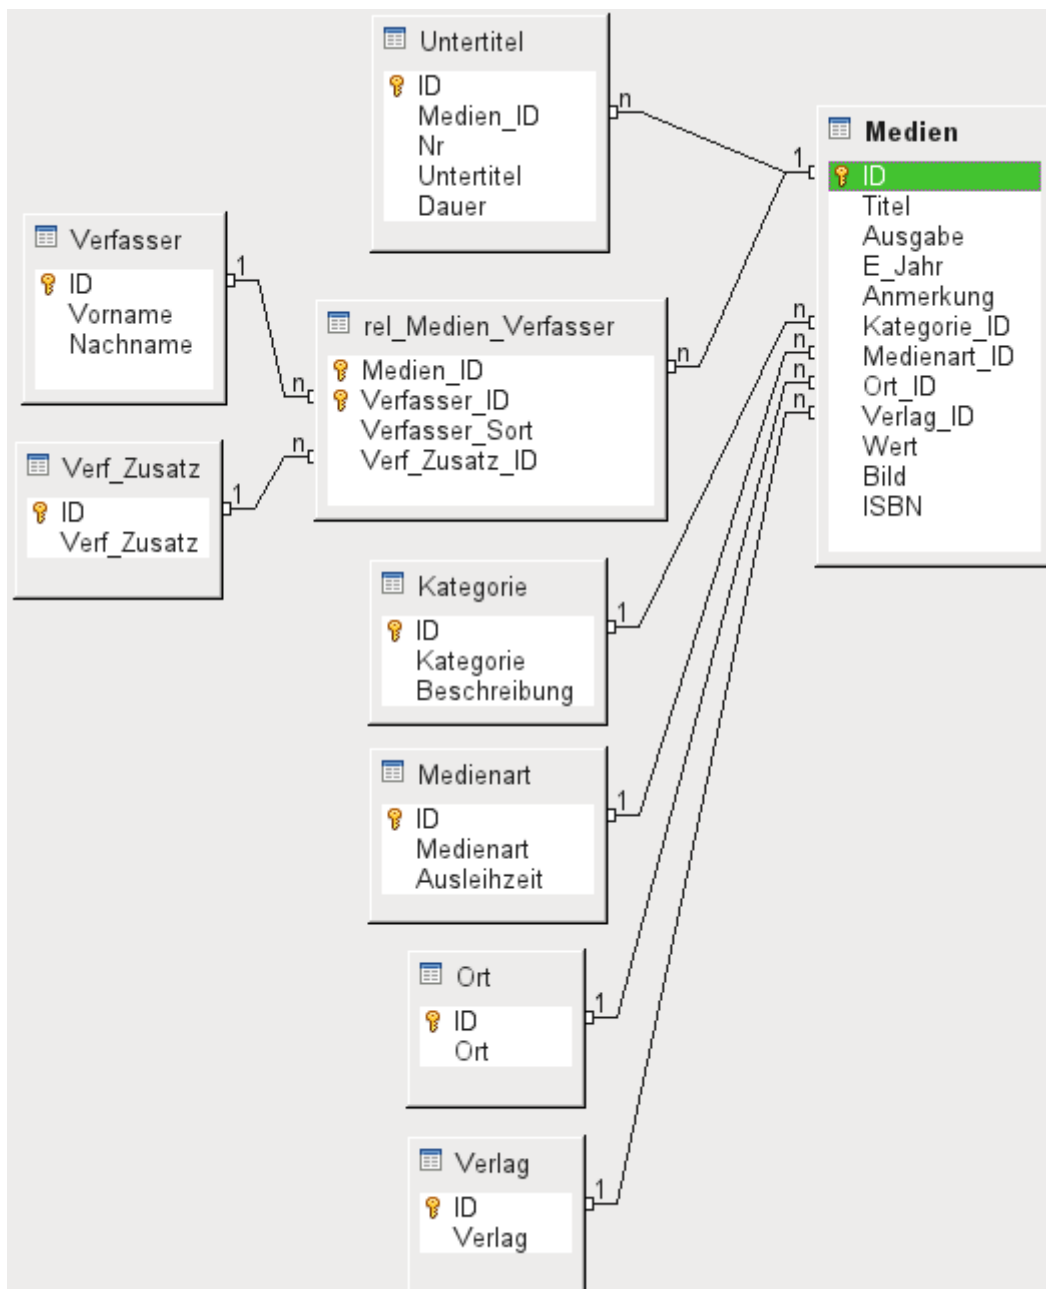 Untertitel
ID
Medien_ID
Nr
Untertitel
Dauer
n
1
Medien
ID
Titel
Ausgabe
E_Jahr
Anmerkung
Kategorie_ID
Medienart_ID
Ort_ID
Verlag_ID
Wert
Bild
ISBN
n
n
n
n
Verfasser
ID
Vorname
Nachname
1
n
rel_Medien_Verfasser
Medien_ID
Verfasser_ID
Verfasser_Sort
Verf_Zusatz_ID
n
n
Verf_Zusatz
ID
Verf_Zusatz
1
Kategorie
ID
Kategorie
Beschreibung
1
Medienart
ID
Medienart
Ausleihzeit
1
Ort
ID
Ort
1
Verlag
ID
Verlag
1